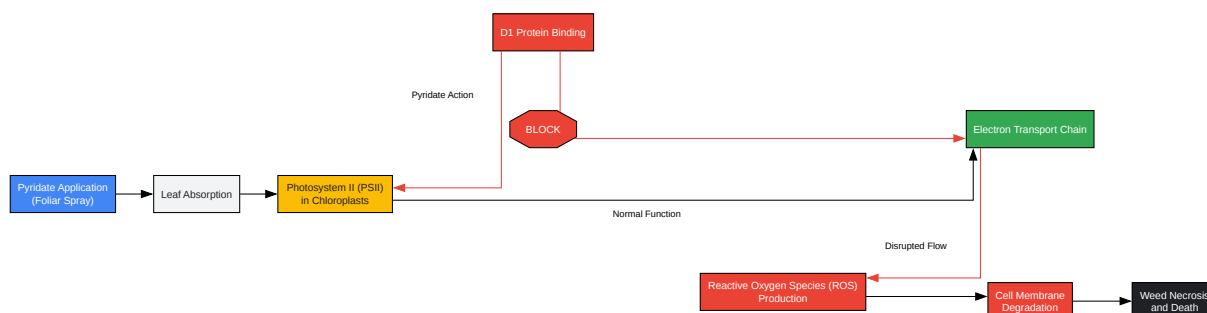 D1 Protein Binding
Pyridate Action
BLOCK
Electron Transport Chain
Pyridate Application
(Foliar Spray)
Leaf Absorption
Photosystem II (PSII)
in Chloroplasts
Normal Function
Disrupted Flow
Reactive Oxygen Species (ROS)
Production
Cell Membrane
Degradation
Weed Necrosis
and Death